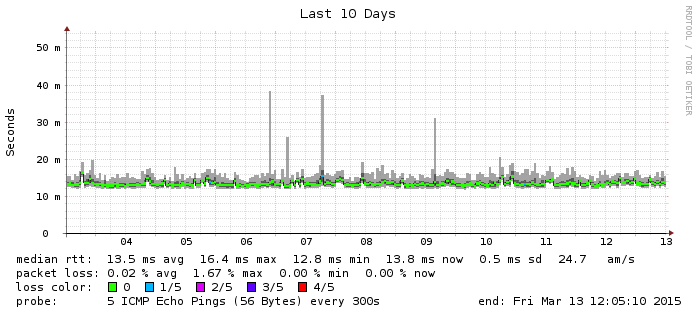 Last 10 Days
RRDTOOL / TOBI OETIKER
Seconds
50 m
40 m
30 m
20 m
10 m
0
04 05 06 07 08 09 10 11 12 13
median rtt: 13.5 ms avg 16.4 ms max 12.8 ms min 13.8 ms now 0.5 ms sd 24.7 am/s
packet loss: 0.02 % avg 1.67 % max 0.00 % min 0.00 % now
loss color: 0 1/5 2/5 3/5 4/5
probe: 5 ICMP Echo Pings (56 Bytes) every 300s end: Fri Mar 13 12:05:10 2015